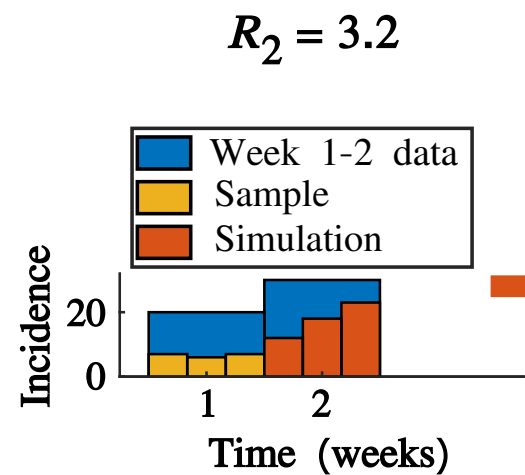 R2 = 3.2
Week 1-2 data
Sample
Simulation
Incidence
20
0
1 2
Time (weeks)